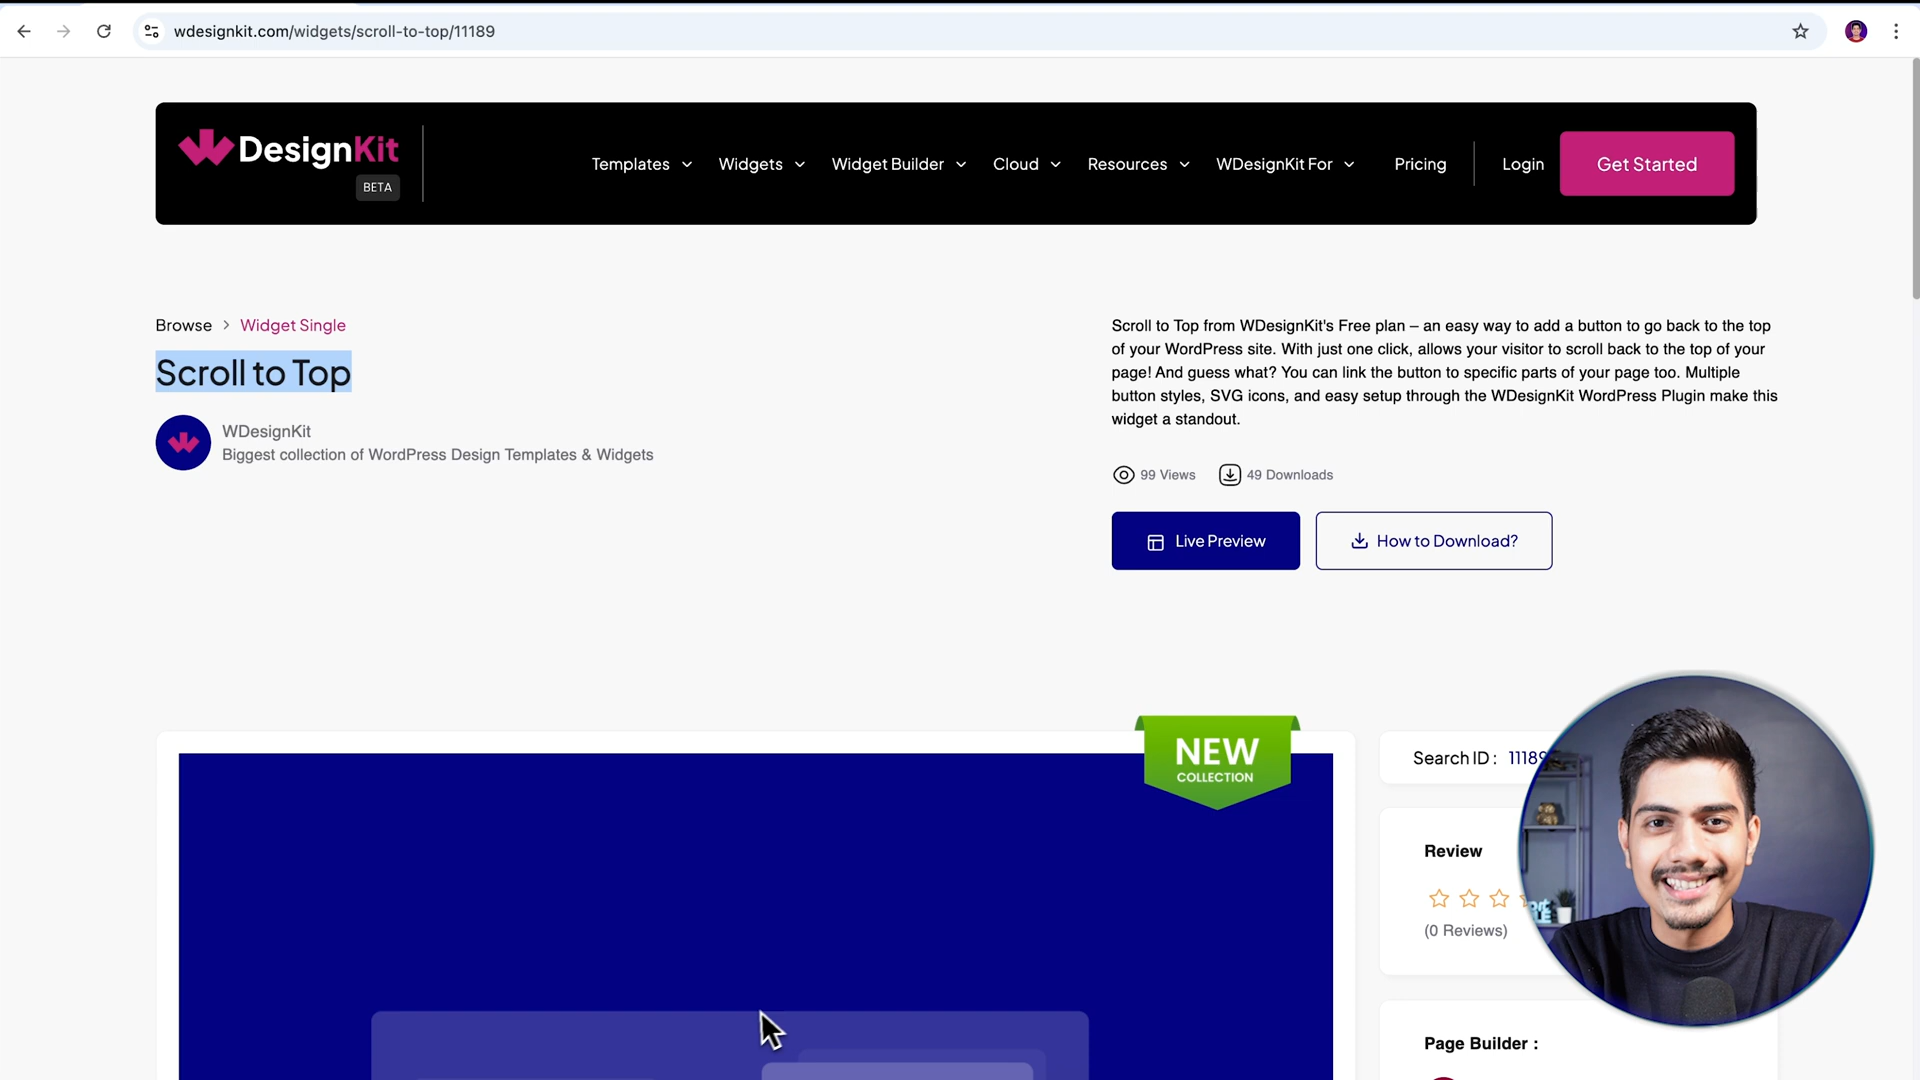 wdesignkit.com/widgets/scroll-to-top/11189
DesignKit
BETA
Templates Widgets Widget Builder Cloud Resources WDesignKit For Pricing Login Get Started
Browse > Widget Single
Scroll to Top
WDesignKit
Biggest collection of WordPress Design Templates & Widgets
Scroll to Top from WDesignKit's Free plan – an easy way to add a button to go back to the top
of your WordPress site. With just one click, allows your visitor to scroll back to the top of your
page! And guess what? You can link the button to specific parts of your page too. Multiple
button styles, SVG icons, and easy setup through the WDesignKit WordPress Plugin make this
widget a standout.
99 Views 49 Downloads
Live Preview How to Download?
NEW
COLLECTION
Search ID : 11189
Review
(0 Reviews)
Page Builder :